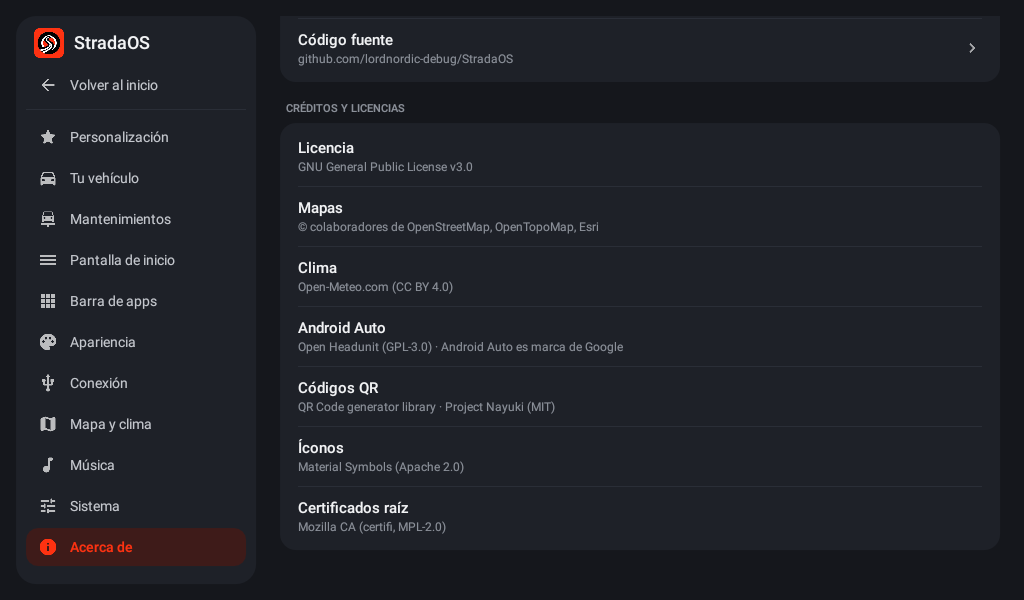 StradaOS
Volver al inicio
Personalización
Tu vehículo
Mantenimientos
Pantalla de inicio
Barra de apps
Apariencia
Conexión
Mapa y clima
Música
Sistema
Acerca de
Código fuente
github.com/lordnordic-debug/StradaOS
CRÉDITOS Y LICENCIAS
Licencia
GNU General Public License v3.0
Mapas
© colaboradores de OpenStreetMap, OpenTopoMap, Esri
Clima
Open-Meteo.com (CC BY 4.0)
Android Auto
Open Headunit (GPL-3.0) · Android Auto es marca de Google
Códigos QR
QR Code generator library · Project Nayuki (MIT)
Íconos
Material Symbols (Apache 2.0)
Certificados raíz
Mozilla CA (certifi, MPL-2.0)